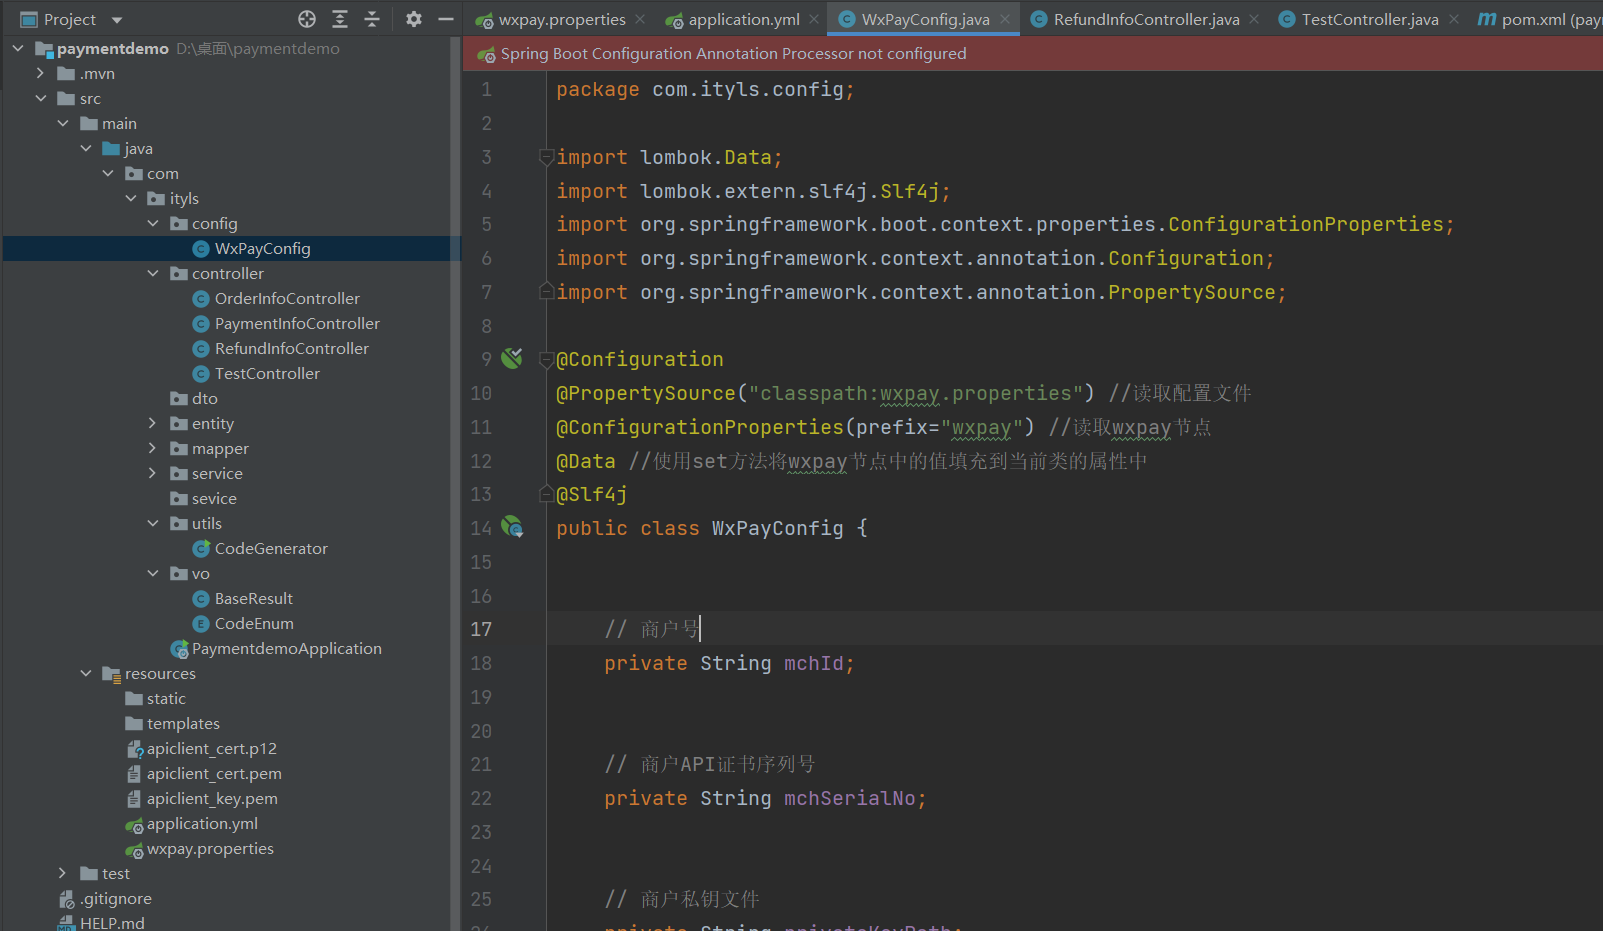 Project
wxpay.properties
application.yml
WxPayConfig.java
RefundInfoController.java
TestController.java
pom.xml (pay
Spring Boot Configuration Annotation Processor not configured
paymentdemo D:\桌面\paymentdemo
.mvn
src
main
java
com
ityls
config
WxPayConfig
controller
OrderInfoController
PaymentInfoController
RefundInfoController
TestController
dto
entity
mapper
service
sevice
utils
CodeGenerator
vo
BaseResult
CodeEnum
PaymentdemoApplication
resources
static
templates
apiclient_cert.p12
apiclient_cert.pem
apiclient_key.pem
application.yml
wxpay.properties
test
.gitignore
HELP.md
1 package com.ityls.config;
2
3 import lombok.Data;
4 import lombok.extern.slf4j.Slf4j;
5 import org.springframework.boot.context.properties.ConfigurationProperties;
6 import org.springframework.context.annotation.Configuration;
7 import org.springframework.context.annotation.PropertySource;
8
9 @Configuration
10 @PropertySource("classpath:wxpay.properties") //读取配置文件
11 @ConfigurationProperties(prefix="wxpay") //读取wxpay节点
12 @Data //使用set方法将wxpay节点中的值填充到当前类的属性中
13 @Slf4j
14 public class WxPayConfig {
15
16
17 // 商户号
18 private String mchId;
19
20
21 // 商户API证书序列号
22 private String mchSerialNo;
23
24
25 // 商户私钥文件
26 private String privateKeyPath;